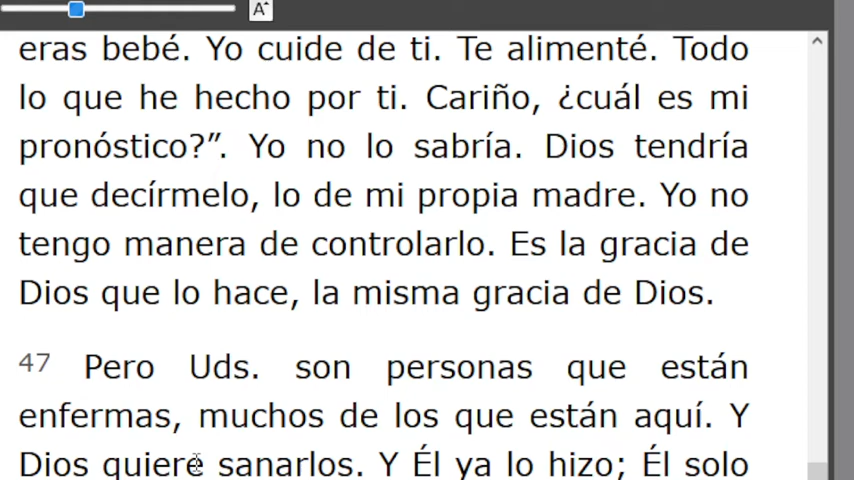 A
eras bebé. Yo cuide de ti. Te alimenté. Todo
lo que he hecho por ti. Cariño, ¿cuál es mi
pronóstico?”. Yo no lo sabría. Dios tendría
que decírmelo, lo de mi propia madre. Yo no
tengo manera de controlarlo. Es la gracia de
Dios que lo hace, la misma gracia de Dios.
47 Pero Uds. son personas que están
enfermas, muchos de los que están aquí. Y
Dios quiere sanarlos. Y Él ya lo hizo; Él solo